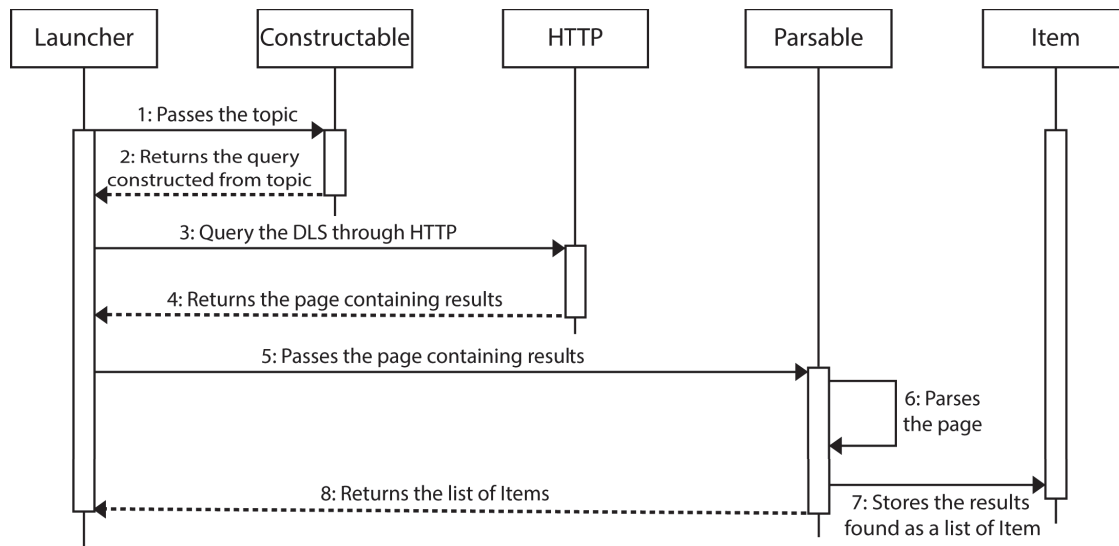 Launcher
Constructable
HTTP
Parsable
Item
1: Passes the topic
2: Returns the query
constructed from topic
3: Query the DLS through HTTP
4: Returns the page containing results
5: Passes the page containing results
6: Parses
the page
8: Returns the list of Items
7: Stores the results
found as a list of Item